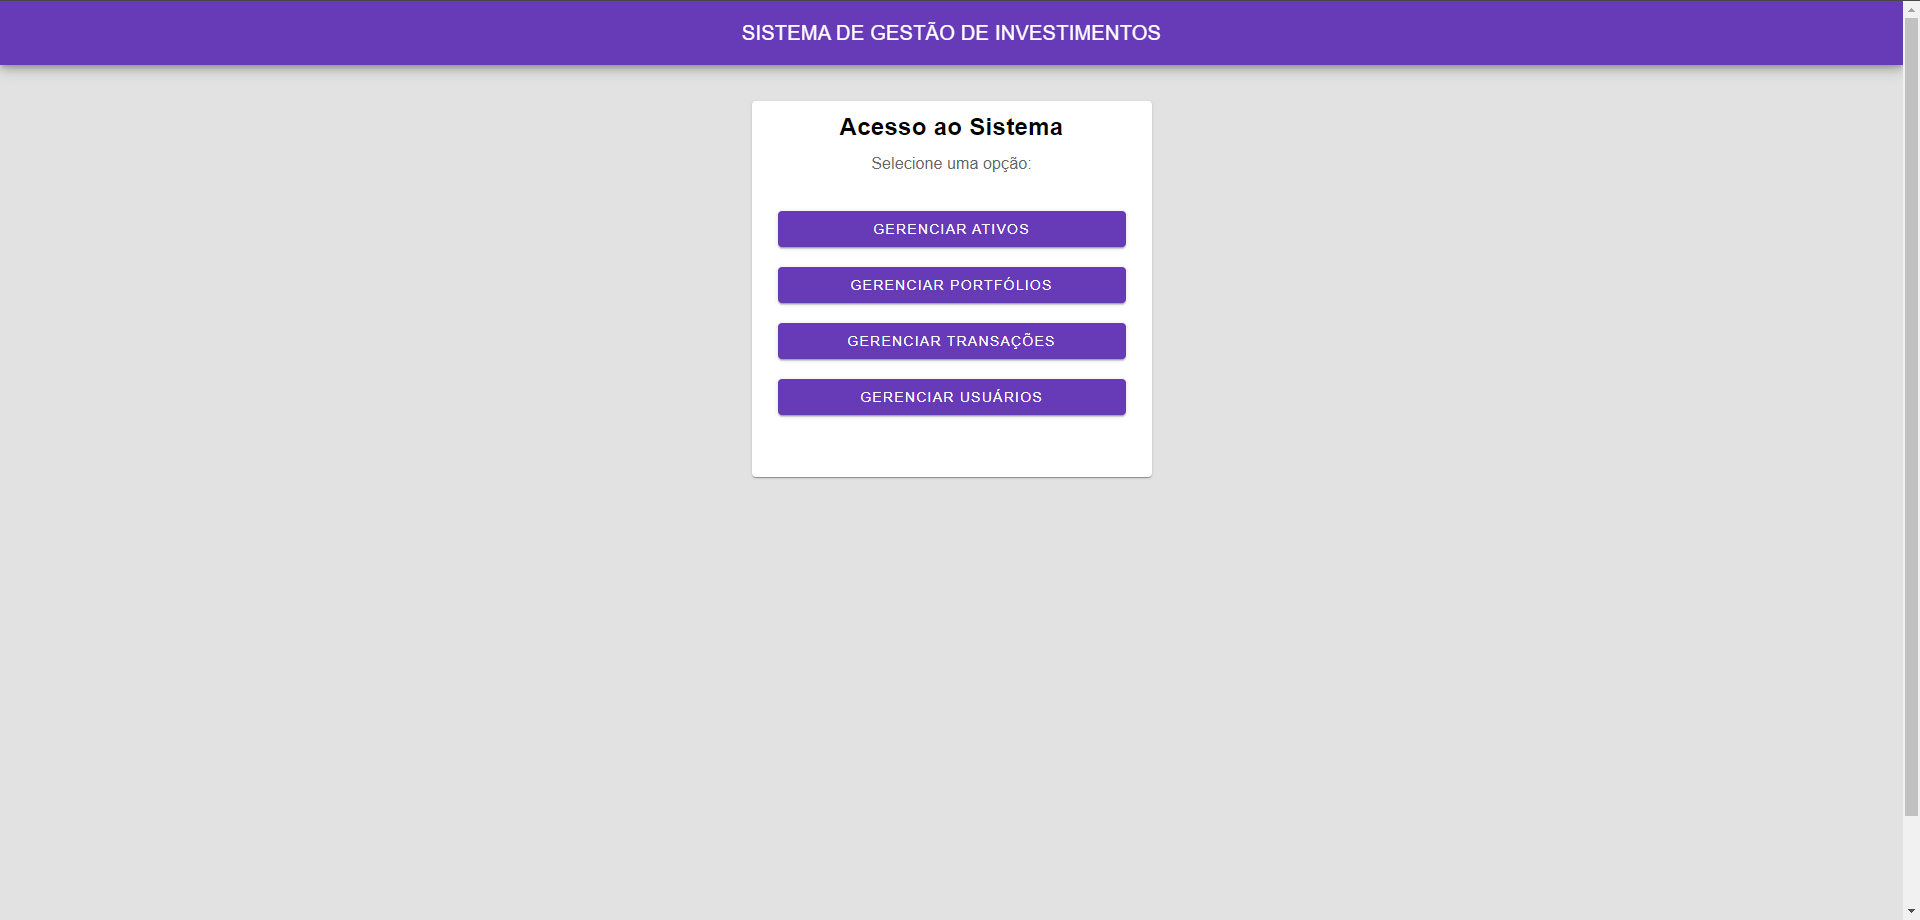 SISTEMA DE GESTÃO DE INVESTIMENTOS
Acesso ao Sistema
Selecione uma opção:
GERENCIAR ATIVOS
GERENCIAR PORTFÓLIOS
GERENCIAR TRANSAÇÕES
GERENCIAR USUÁRIOS